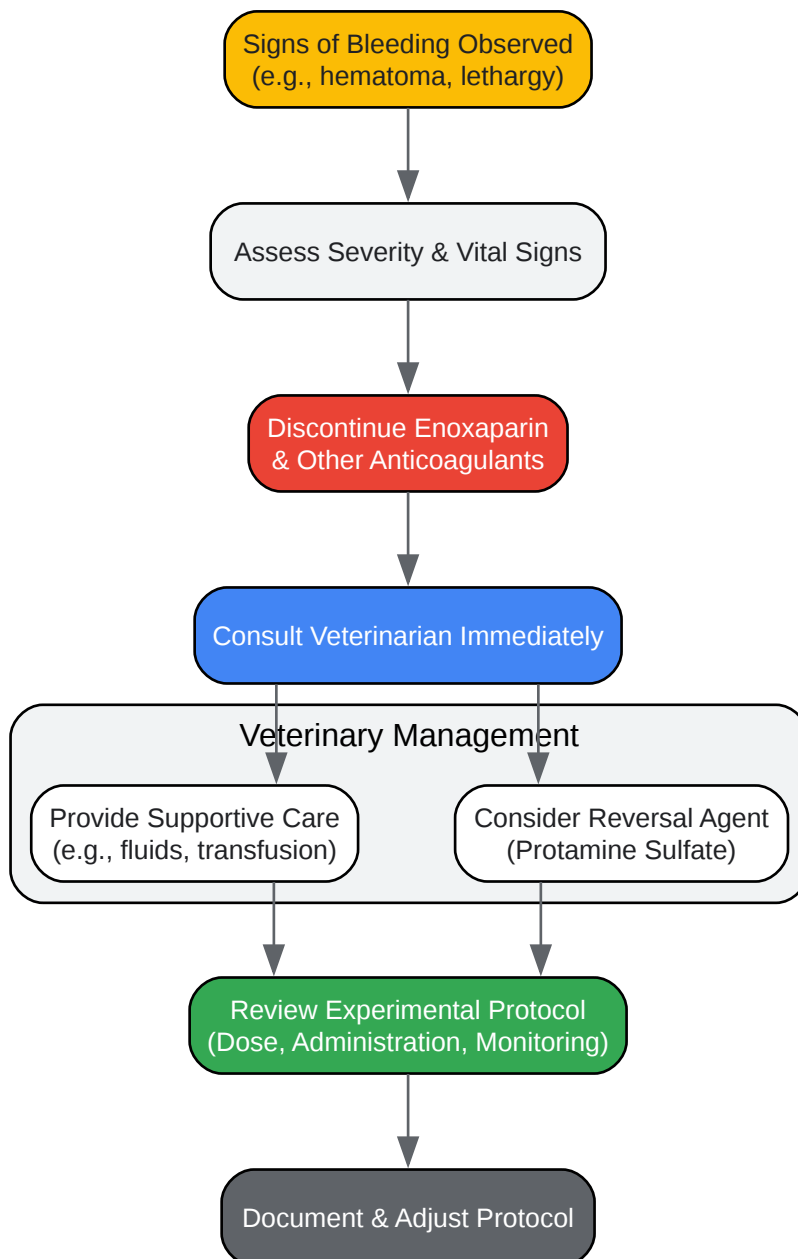 Signs of Bleeding Observed
(e.g., hematoma, lethargy)
Assess Severity & Vital Signs
Discontinue Enoxaparin
& Other Anticoagulants
Consult Veterinarian Immediately
Veterinary Management
Provide Supportive Care
(e.g., fluids, transfusion)
Consider Reversal Agent
(Protamine Sulfate)
Review Experimental Protocol
(Dose, Administration, Monitoring)
Document & Adjust Protocol